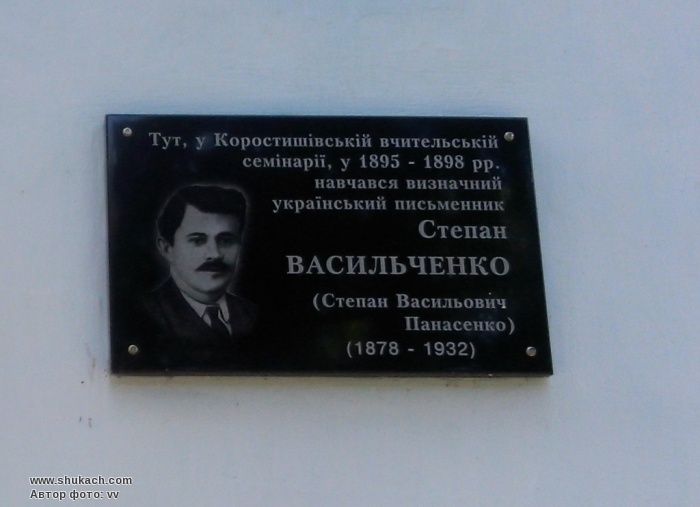 Тут, у Коростишівській вчительській
семінарії, у 1895 - 1898 рр.
навчався визначний
український письменник
Степан
ВАСИЛЬЧЕНКО
(Степан Васильович
Панасенко)
(1878 - 1932)
www.shukach.com
Автор фото: vv